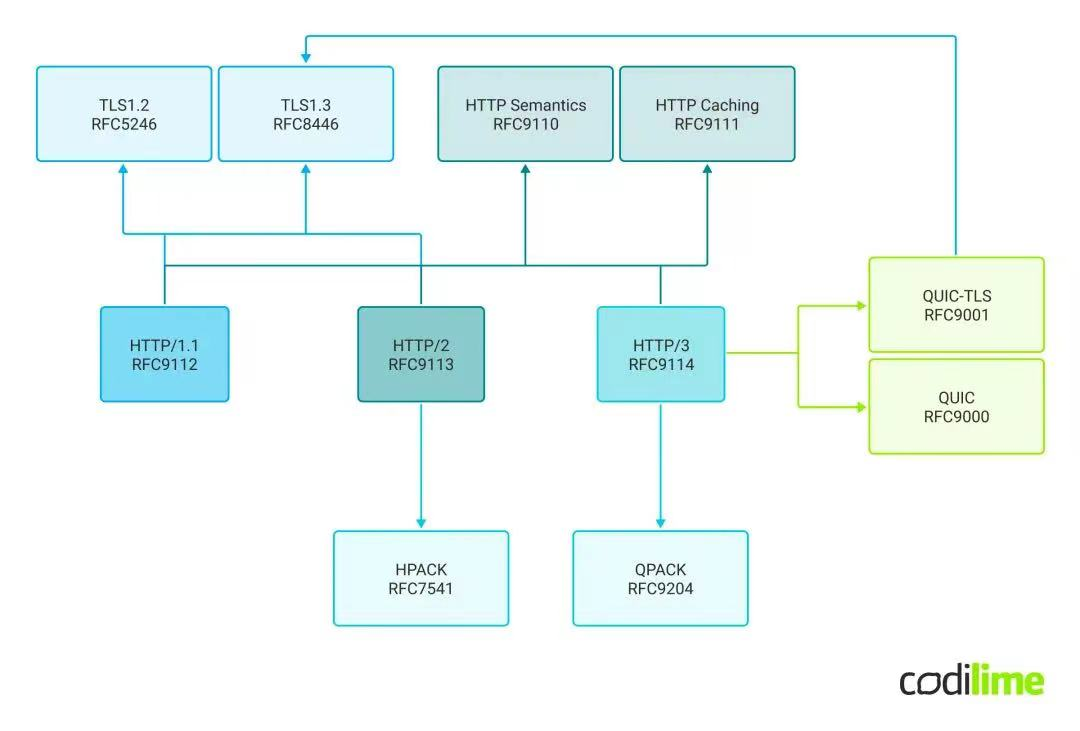 TLS1.2
RFC5246
TLS1.3
RFC8446
HTTP Semantics
RFC9110
HTTP Caching
RFC9111
QUIC-TLS
RFC9001
HTTP/1.1
RFC9112
HTTP/2
RFC9113
HTTP/3
RFC9114
QUIC
RFC9000
HPACK
RFC7541
QPACK
RFC9204
codilime